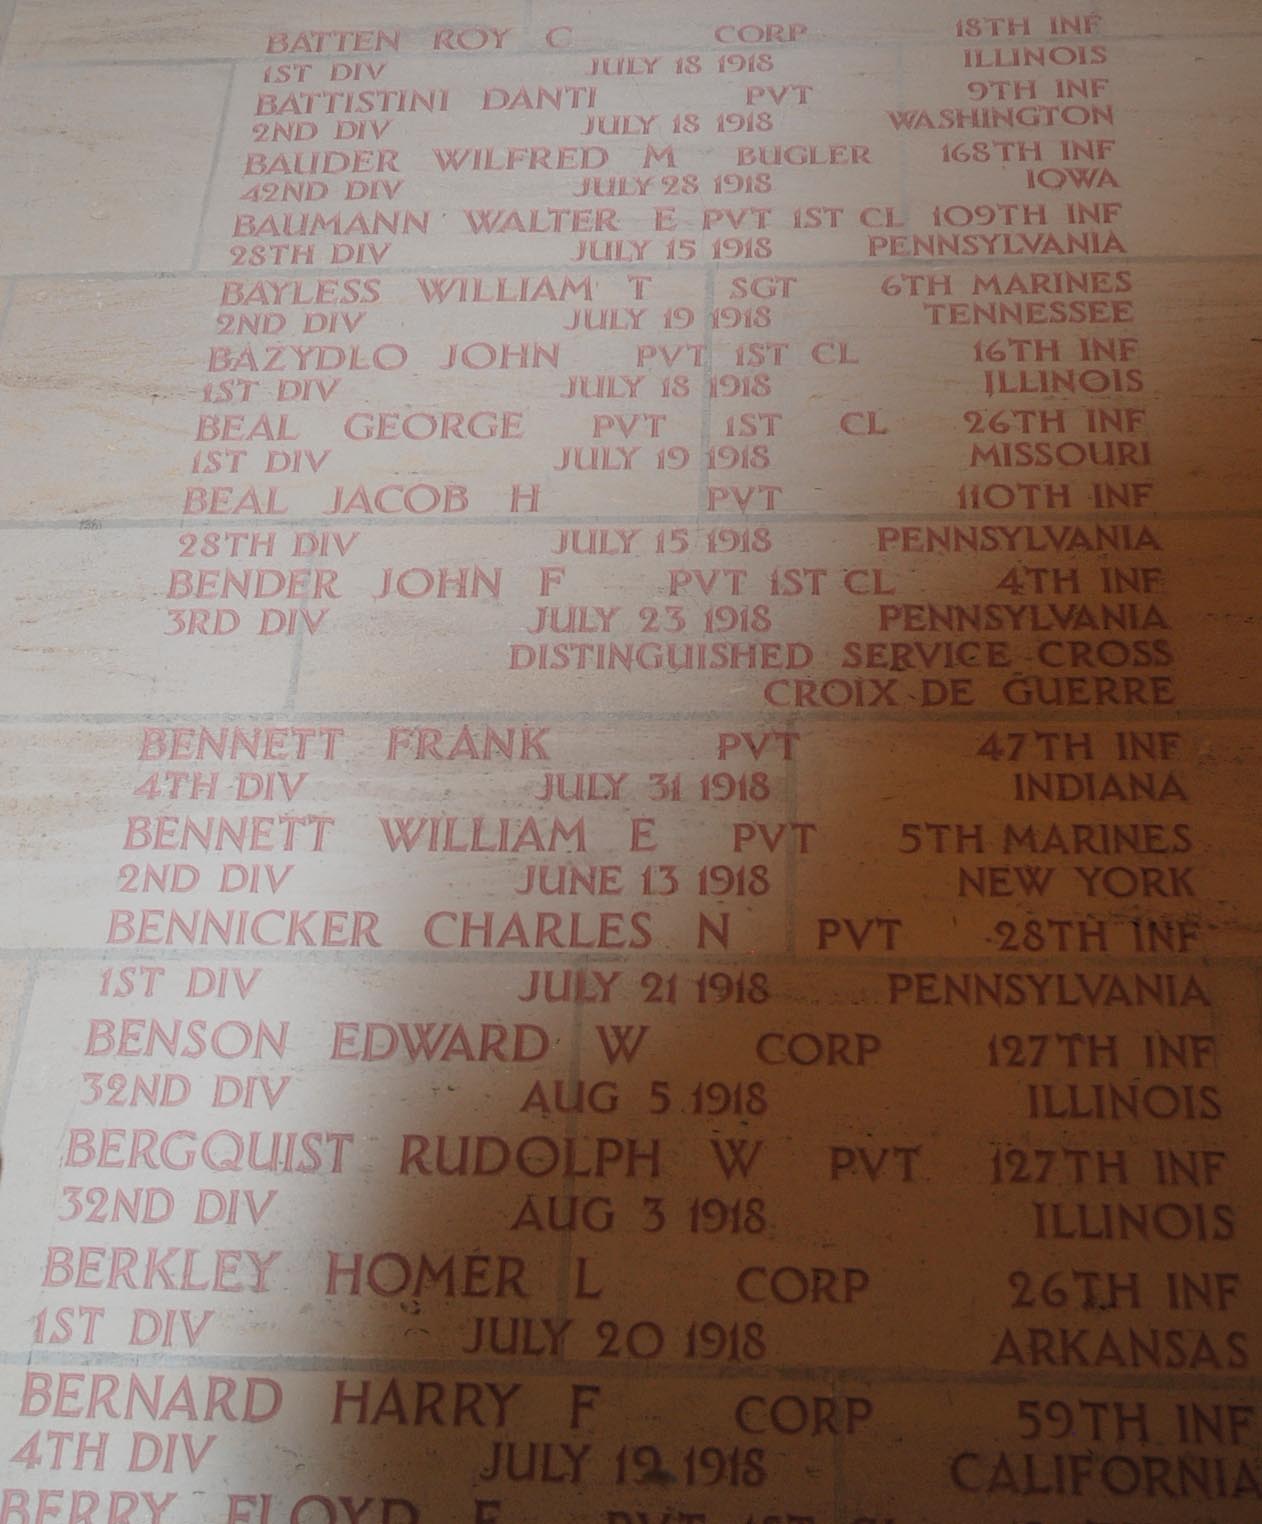 BATTEN ROY C CORP 18TH INF
1ST DIV JULY 18 1918 ILLINOIS
BATTISTINI DANTI PVT 9TH INF
2ND DIV JULY 18 1918 WASHINGTON
BAUDER WILFRED M BUGLER 168TH INF
42ND DIV JULY 28 1918 IOWA
BAUMANN WALTER E PVT 1ST CL 109TH INF
28TH DIV JULY 15 1918 PENNSYLVANIA
BAYLESS WILLIAM T SGT 6TH MARINES
2ND DIV JULY 19 1918 TENNESSEE
BAZYDLO JOHN PVT 1ST CL 16TH INF
1ST DIV JULY 18 1918 ILLINOIS
BEAL GEORGE PVT 1ST CL 26TH INF
1ST DIV JULY 19 1918 MISSOURI
BEAL JACOB H PVT 110TH INF
28TH DIV JULY 15 1918 PENNSYLVANIA
BENDER JOHN F PVT 1ST CL 4TH INF
3RD DIV JULY 23 1918 PENNSYLVANIA
DISTINGUISHED SERVICE CROSS
CROIX DE GUERRE
BENNETT FRANK PVT 47TH INF
4TH DIV JULY 31 1918 INDIANA
BENNETT WILLIAM E PVT 5TH MARINES
2ND DIV JUNE 13 1918 NEW YORK
BENNICKER CHARLES N PVT 28TH INF
1ST DIV JULY 21 1918 PENNSYLVANIA
BENSON EDWARD W CORP 127TH INF
32ND DIV AUG 5 1918 ILLINOIS
BERGQUIST RUDOLPH W PVT 127TH INF
32ND DIV AUG 3 1918 ILLINOIS
BERKLEY HOMER L CORP 26TH INF
1ST DIV JULY 20 1918 ARKANSAS
BERNARD HARRY F CORP 59TH INF
4TH DIV JULY 19 1918 CALIFORNIA
BERRY FLOYD PVT 1ST CL